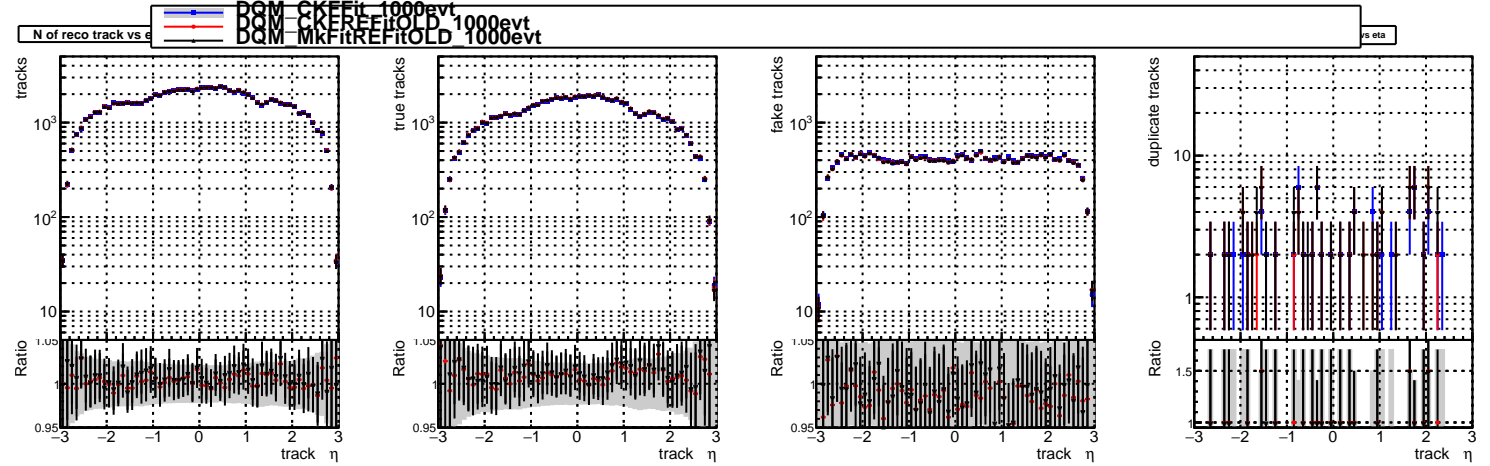 DQM_CKFFit_1000evt
DQM_CKFREFitOLD_1000evt
DQM_MkFitREFitOLD_1000evt
N of reco track vs e
vs eta
tracks
10³
10²
10
Ratio
1.05
1
0.95
−3 −2 −1 0 1 2 3
track η
true tracks
10³
10²
10
Ratio
1.05
1
0.95
−3 −2 −1 0 1 2 3
track η
fake tracks
10³
10²
10
Ratio
1.05
1
0.95
−3 −2 −1 0 1 2 3
track η
duplicate tracks
10
1
Ratio
1.5
1
−3 −2 −1 0 1 2 3
track η